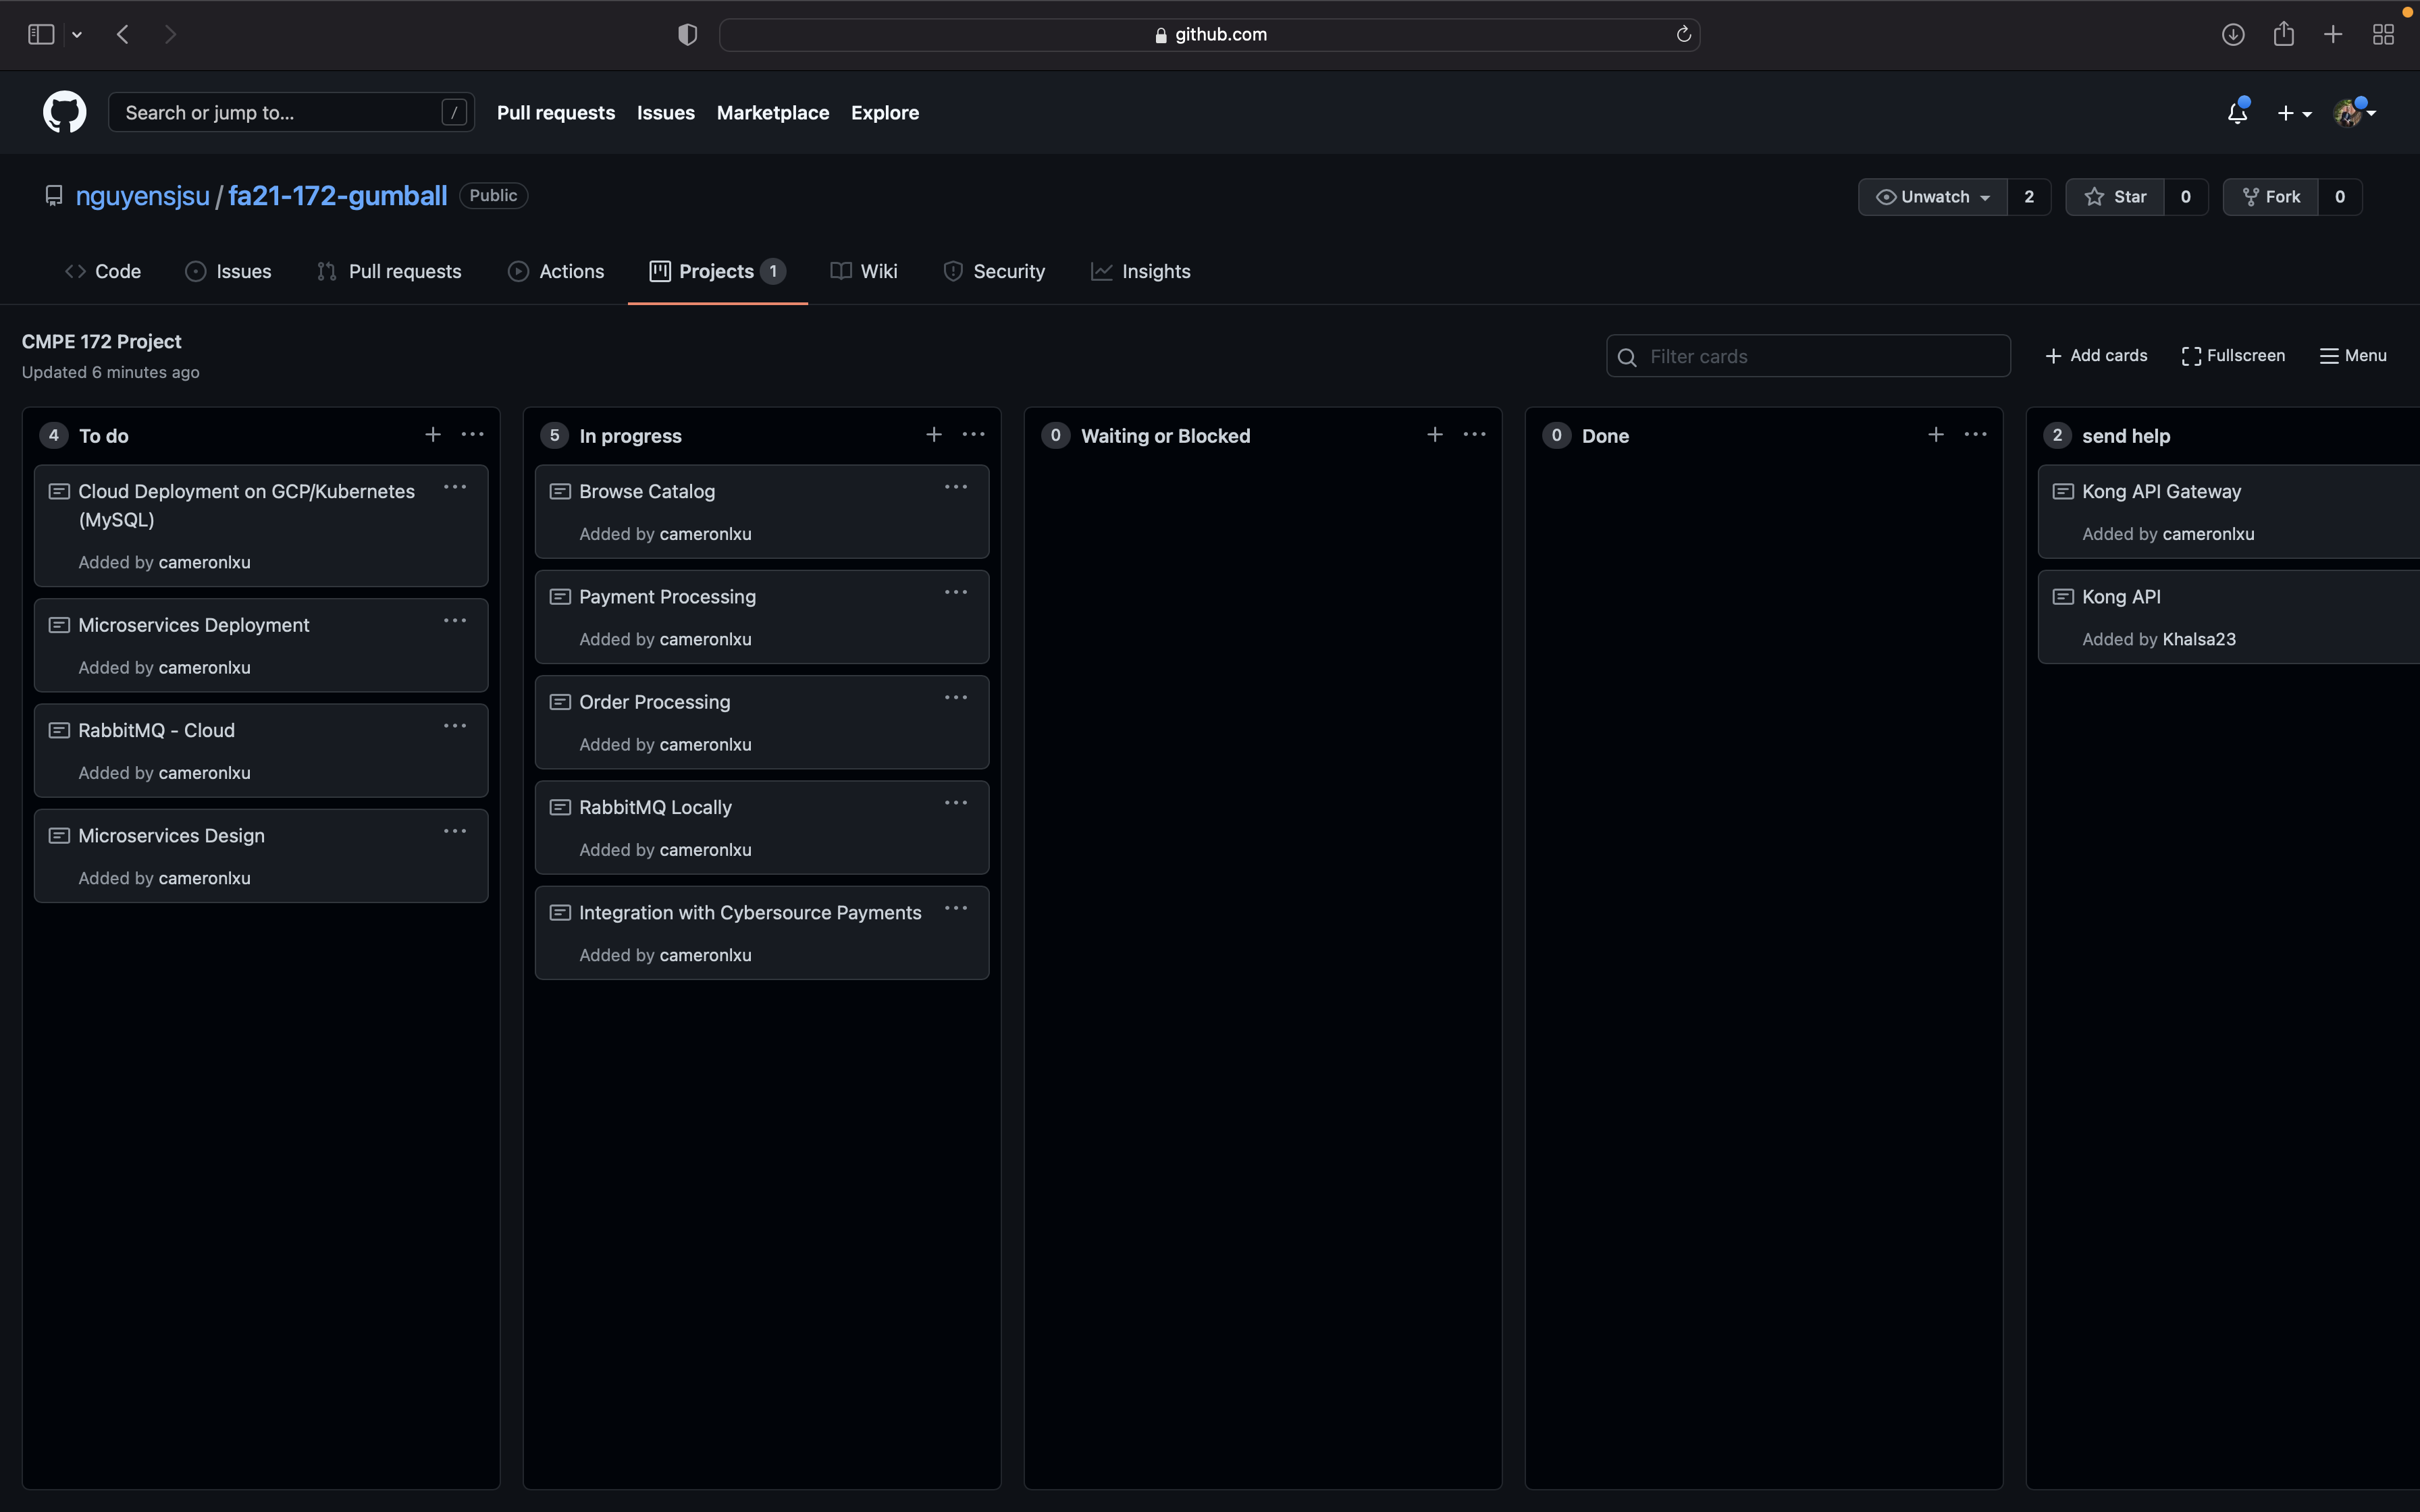 github.com
Search or jump to... /
Pull requests Issues Marketplace Explore
nguyensjsu / fa21-172-gumball Public
Unwatch 2 Star 0 Fork 0
Code Issues Pull requests Actions Projects 1 Wiki Security Insights
CMPE 172 Project
Updated 6 minutes ago
Filter cards
Add cards Fullscreen Menu
4 To do
Cloud Deployment on GCP/Kubernetes
(MySQL)
Added by cameronlxu
Microservices Deployment
Added by cameronlxu
RabbitMQ - Cloud
Added by cameronlxu
Microservices Design
Added by cameronlxu
5 In progress
Browse Catalog
Added by cameronlxu
Payment Processing
Added by cameronlxu
Order Processing
Added by cameronlxu
RabbitMQ Locally
Added by cameronlxu
Integration with Cybersource Payments
Added by cameronlxu
0 Waiting or Blocked
0 Done
2 send help
Kong API Gateway
Added by cameronlxu
Kong API
Added by Khalsa23